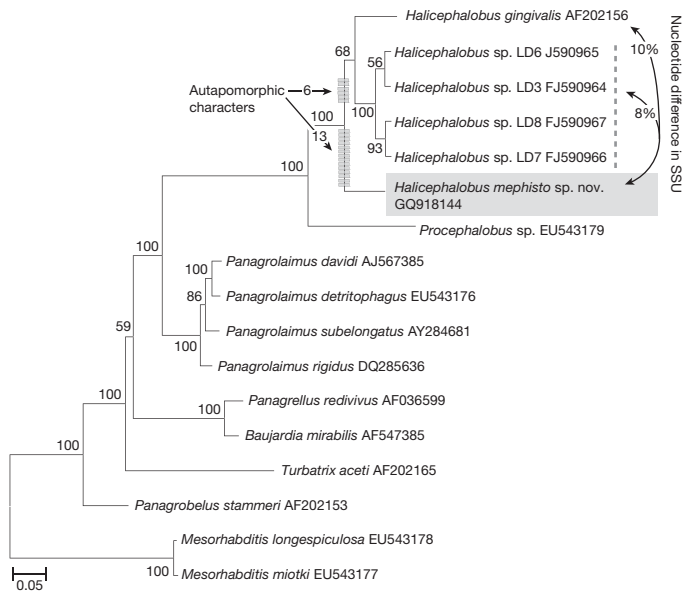 Halicephalobus gingivalis AF202156
10%
68
56
Halicephalobus sp. LD6 J590965
Nucleotide difference in SSU
Autapomorphic
characters
6
Halicephalobus sp. LD3 FJ590964
8%
100
100
13
Halicephalobus sp. LD8 FJ590967
93
Halicephalobus sp. LD7 FJ590966
100
Halicephalobus mephisto sp. nov.
GQ918144
Procephalobus sp. EU543179
100
100
Panagrolaimus davidi AJ567385
86
Panagrolaimus detritophagus EU543176
59
Panagrolaimus subelongatus AY284681
100
Panagrolaimus rigidus DQ285636
100
100
Panagrellus redivivus AF036599
Baujardia mirabilis AF547385
100
Turbatrix aceti AF202165
Panagrobelus stammeri AF202153
Mesorhabditis longespiculosa EU543178
100
Mesorhabditis miotki EU543177
0.05